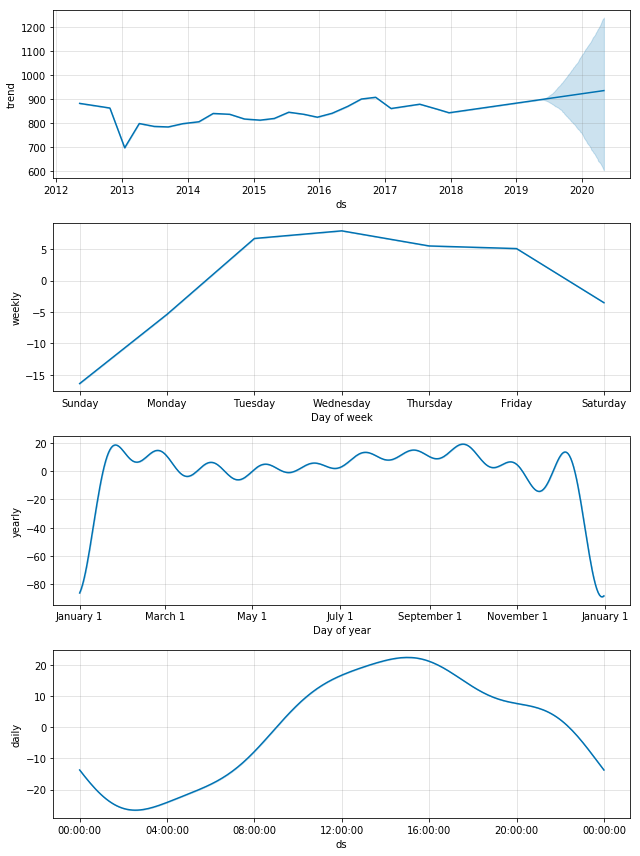 1200
1100
1000
900
800
700
600
trend
2012 2013 2014 2015 2016 2017 2018 2019 2020
ds
5
0
−5
−10
−15
weekly
Sunday Monday Tuesday Wednesday Thursday Friday Saturday
Day of week
20
0
−20
−40
−60
−80
yearly
January 1 March 1 May 1 July 1 September 1 November 1 January 1
Day of year
20
10
0
−10
−20
daily
00:00:00 04:00:00 08:00:00 12:00:00 16:00:00 20:00:00 00:00:00
ds